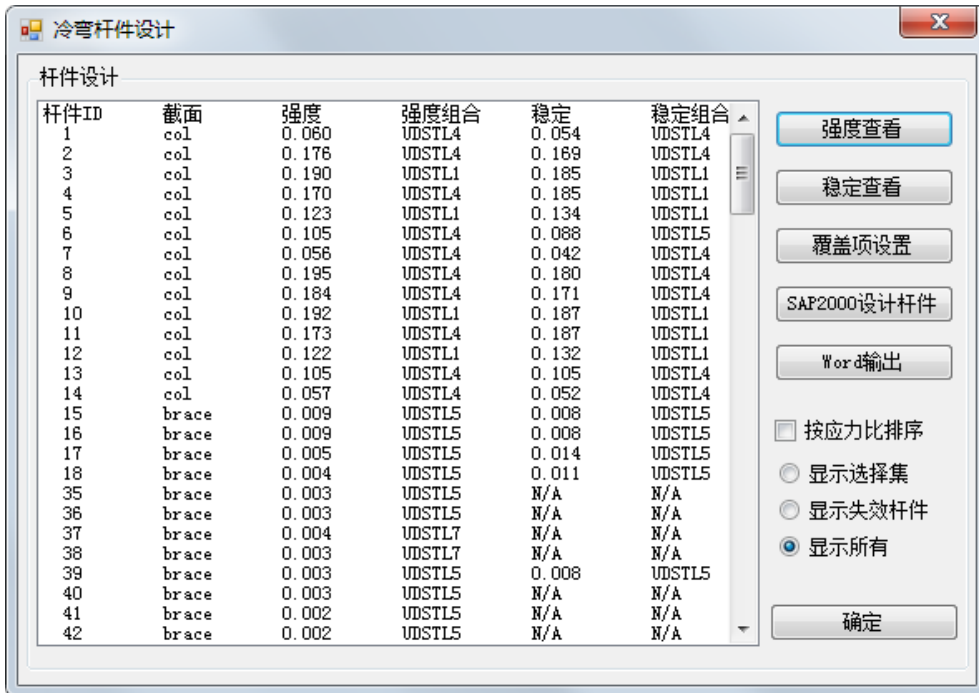 冷弯杆件设计
杆件设计
杆件ID 截面 强度 强度组合 稳定 稳定组合
1 col 0.060 UDSTL4 0.054 UDSTL4
2 col 0.176 UDSTL4 0.169 UDSTL4
3 col 0.190 UDSTL1 0.185 UDSTL1
4 col 0.170 UDSTL4 0.185 UDSTL1
5 col 0.123 UDSTL1 0.134 UDSTL1
6 col 0.105 UDSTL4 0.088 UDSTL5
7 col 0.056 UDSTL4 0.042 UDSTL4
8 col 0.195 UDSTL4 0.180 UDSTL4
9 col 0.184 UDSTL4 0.171 UDSTL4
10 col 0.192 UDSTL1 0.187 UDSTL1
11 col 0.173 UDSTL4 0.187 UDSTL1
12 col 0.122 UDSTL1 0.132 UDSTL1
13 col 0.105 UDSTL4 0.105 UDSTL4
14 col 0.057 UDSTL4 0.052 UDSTL4
15 brace 0.009 UDSTL5 0.008 UDSTL5
16 brace 0.009 UDSTL5 0.008 UDSTL5
17 brace 0.005 UDSTL5 0.014 UDSTL5
18 brace 0.004 UDSTL5 0.011 UDSTL5
35 brace 0.003 UDSTL5 N/A N/A
36 brace 0.003 UDSTL5 N/A N/A
37 brace 0.004 UDSTL7 N/A N/A
38 brace 0.003 UDSTL7 N/A N/A
39 brace 0.003 UDSTL5 0.008 UDSTL5
40 brace 0.003 UDSTL5 N/A N/A
41 brace 0.002 UDSTL5 N/A N/A
42 brace 0.002 UDSTL5 N/A N/A
强度查看
稳定查看
覆盖项设置
SAP2000设计杆件
Word输出
按应力比排序
显示选择集
显示失效杆件
显示所有
确定